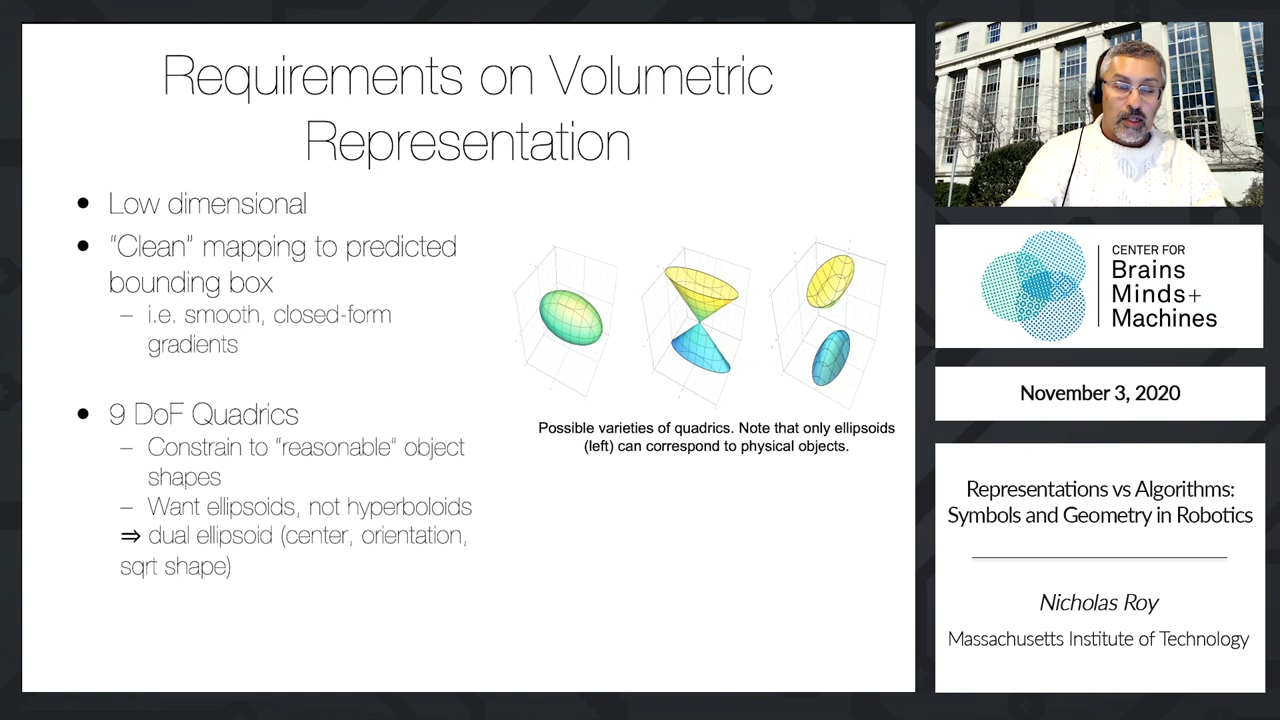 Requirements on Volumetric
Representation
• Low dimensional
• "Clean" mapping to predicted
bounding box
– i.e. smooth, closed-form
gradients
• 9 DoF Quadrics
– Constrain to "reasonable" object
shapes
– Want ellipsoids, not hyperboloids
⇒ dual ellipsoid (center, orientation,
sqrt shape)
Possible varieties of quadrics. Note that only ellipsoids
(left) can correspond to physical objects.
CENTER FOR
Brains
Minds+
Machines
November 3, 2020
Representations vs Algorithms:
Symbols and Geometry in Robotics
Nicholas Roy
Massachusetts Institute of Technology